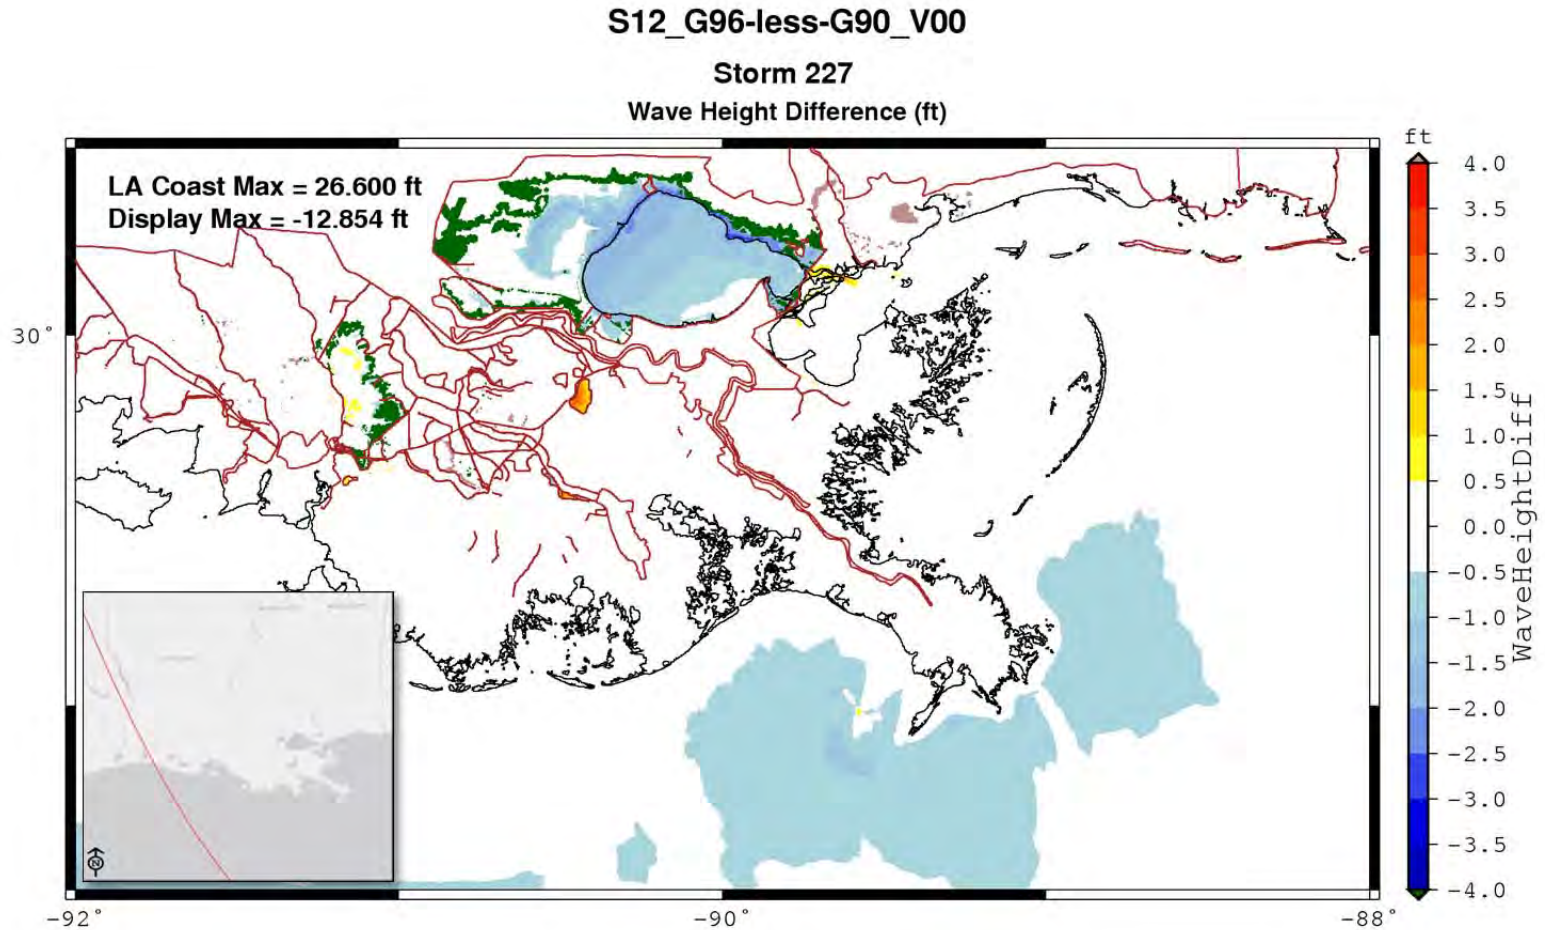 S12_G96-less-G90_V00
Storm 227
Wave Height Difference (ft)
LA Coast Max = 26.600 ft
Display Max = -12.854 ft
30°
-92°
-90°
-88°
N
ft
4.0
3.5
3.0
2.5
2.0
1.5
1.0
0.5
0.0
-0.5
-1.0
-1.5
-2.0
-2.5
-3.0
-3.5
-4.0
WaveHeightDiff